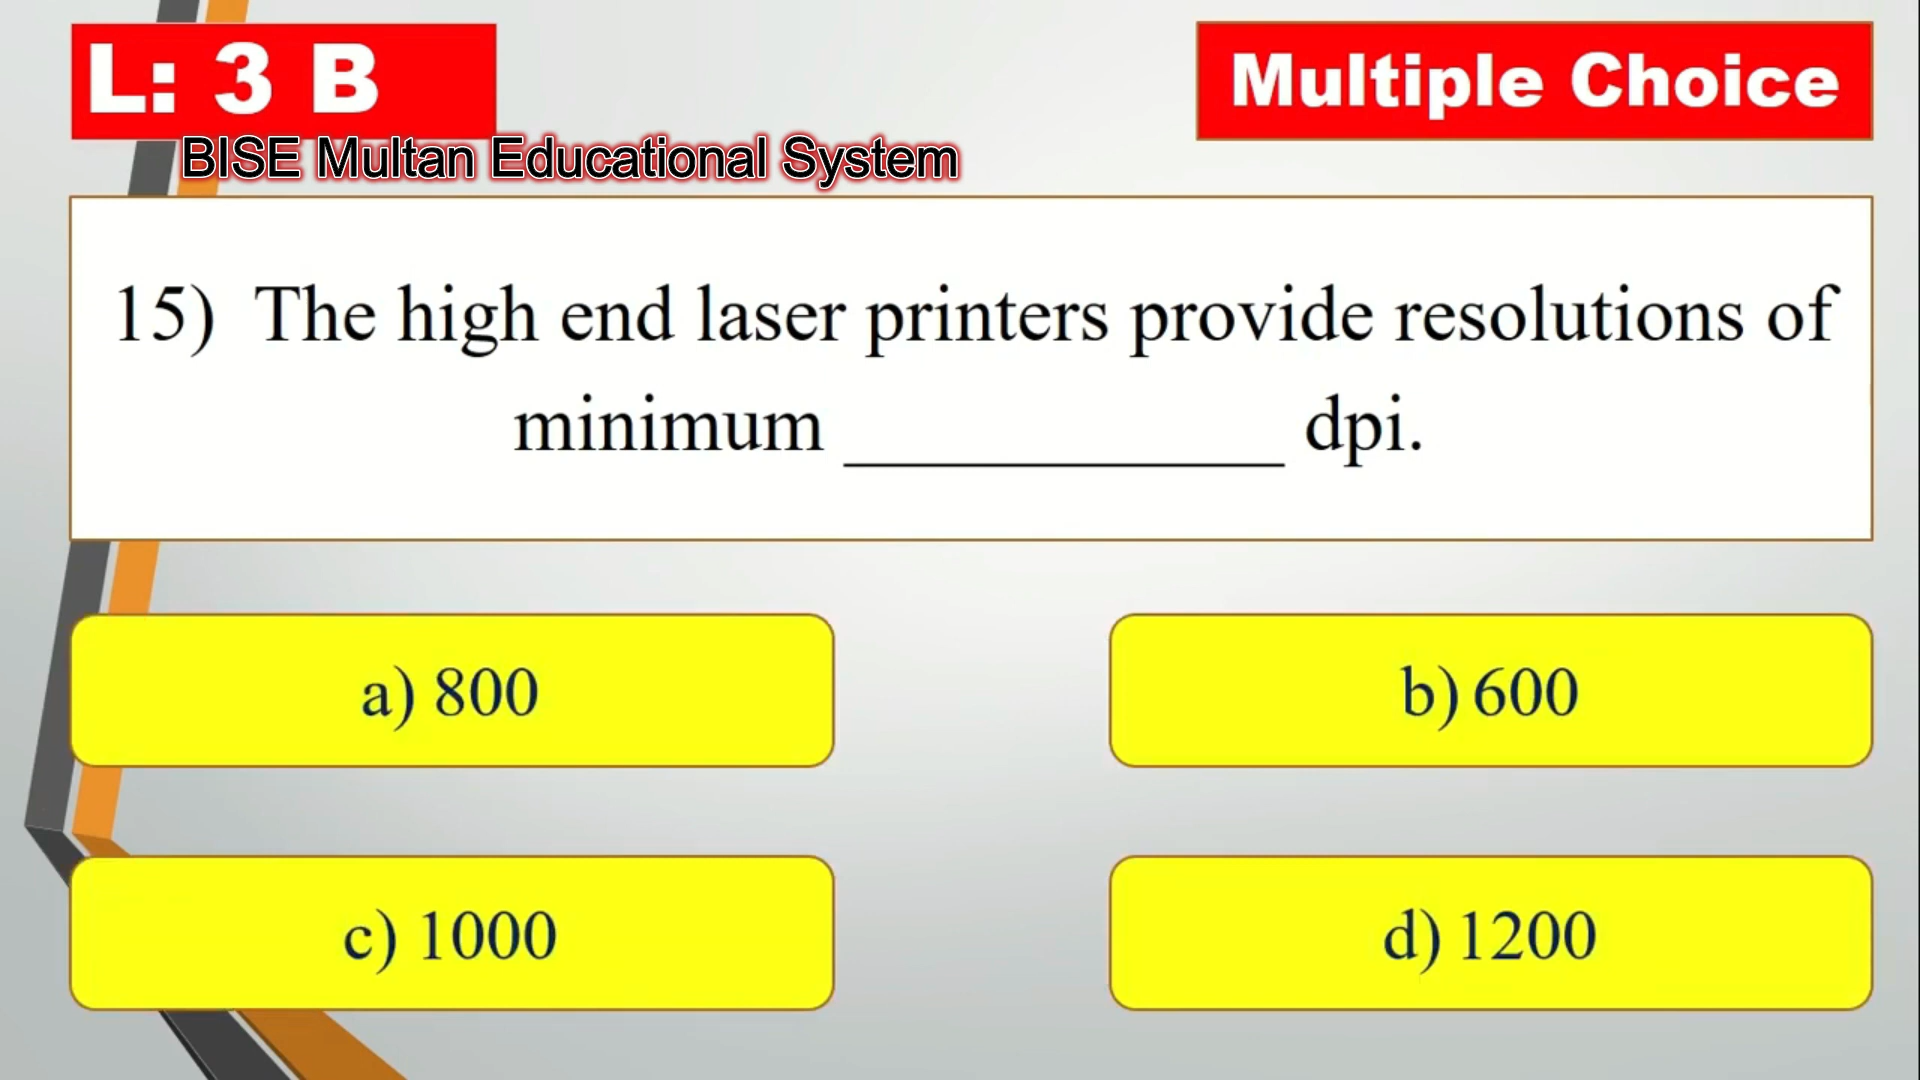 L: 3 B
Multiple Choice
BISE Multan Educational System
15) The high end laser printers provide resolutions of
minimum ____________ dpi.
a) 800
b) 600
c) 1000
d) 1200